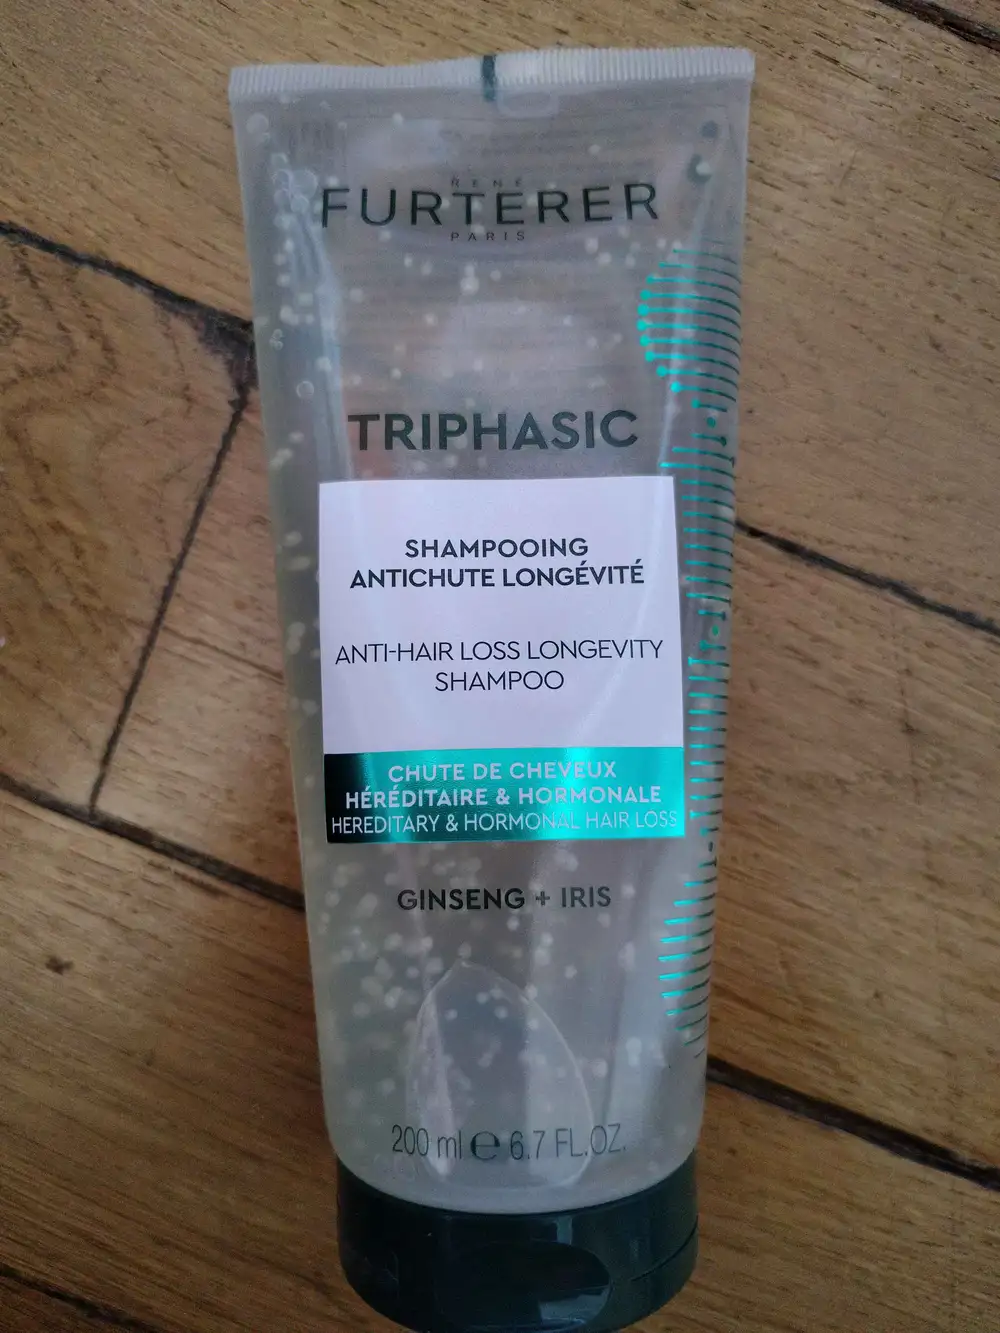 RENE
FURTERER
PARIS
TRIPHASIC
SHAMPOOING
ANTICHUTE LONGÉVITÉ
ANTI-HAIR LOSS LONGEVITY
SHAMPOO
CHUTE DE CHEVEUX
HÉRÉDITAIRE & HORMONALE
HEREDITARY & HORMONAL HAIR LOSS
GINSENG + IRIS
200 ml e 6.7 FL.OZ.